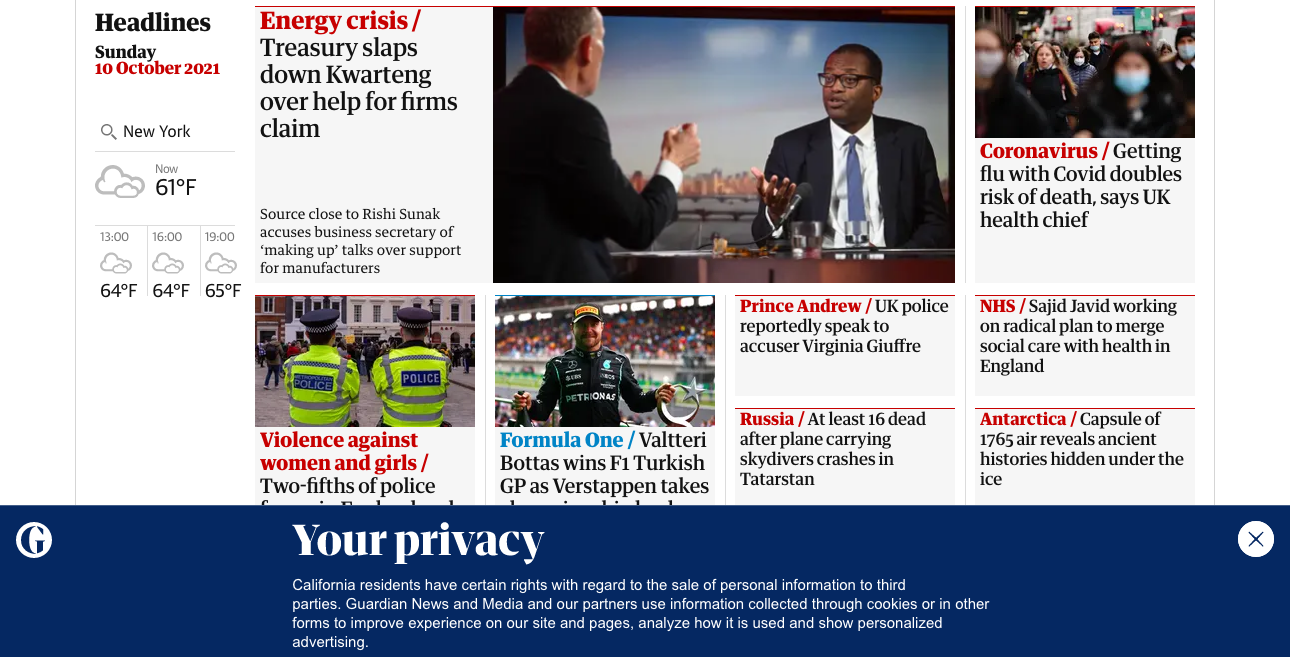 Headlines
Sunday
10 October 2021
New York
Now
61°F
13:00
16:00
19:00
64°F
64°F
65°F
Energy crisis /
Treasury slaps
down Kwarteng
over help for firms
claim
Source close to Rishi Sunak
accuses business secretary of
‘making up’ talks over support
for manufacturers
Coronavirus / Getting
flu with Covid doubles
risk of death, says UK
health chief
METROPOLITAN
POLICE
POLICE
Violence against
women and girls /
Two-fifths of police
PETRONAS
Formula One / Valtteri
Bottas wins F1 Turkish
GP as Verstappen takes
Prince Andrew / UK police
reportedly speak to
accuser Virginia Giuffre
NHS / Sajid Javid working
on radical plan to merge
social care with health in
England
Russia / At least 16 dead
after plane carrying
skydivers crashes in
Tatarstan
Antarctica / Capsule of
1765 air reveals ancient
histories hidden under the
ice
G
Your privacy
California residents have certain rights with regard to the sale of personal information to third
parties. Guardian News and Media and our partners use information collected through cookies or in other
forms to improve experience on our site and pages, analyze how it is used and show personalized
advertising.